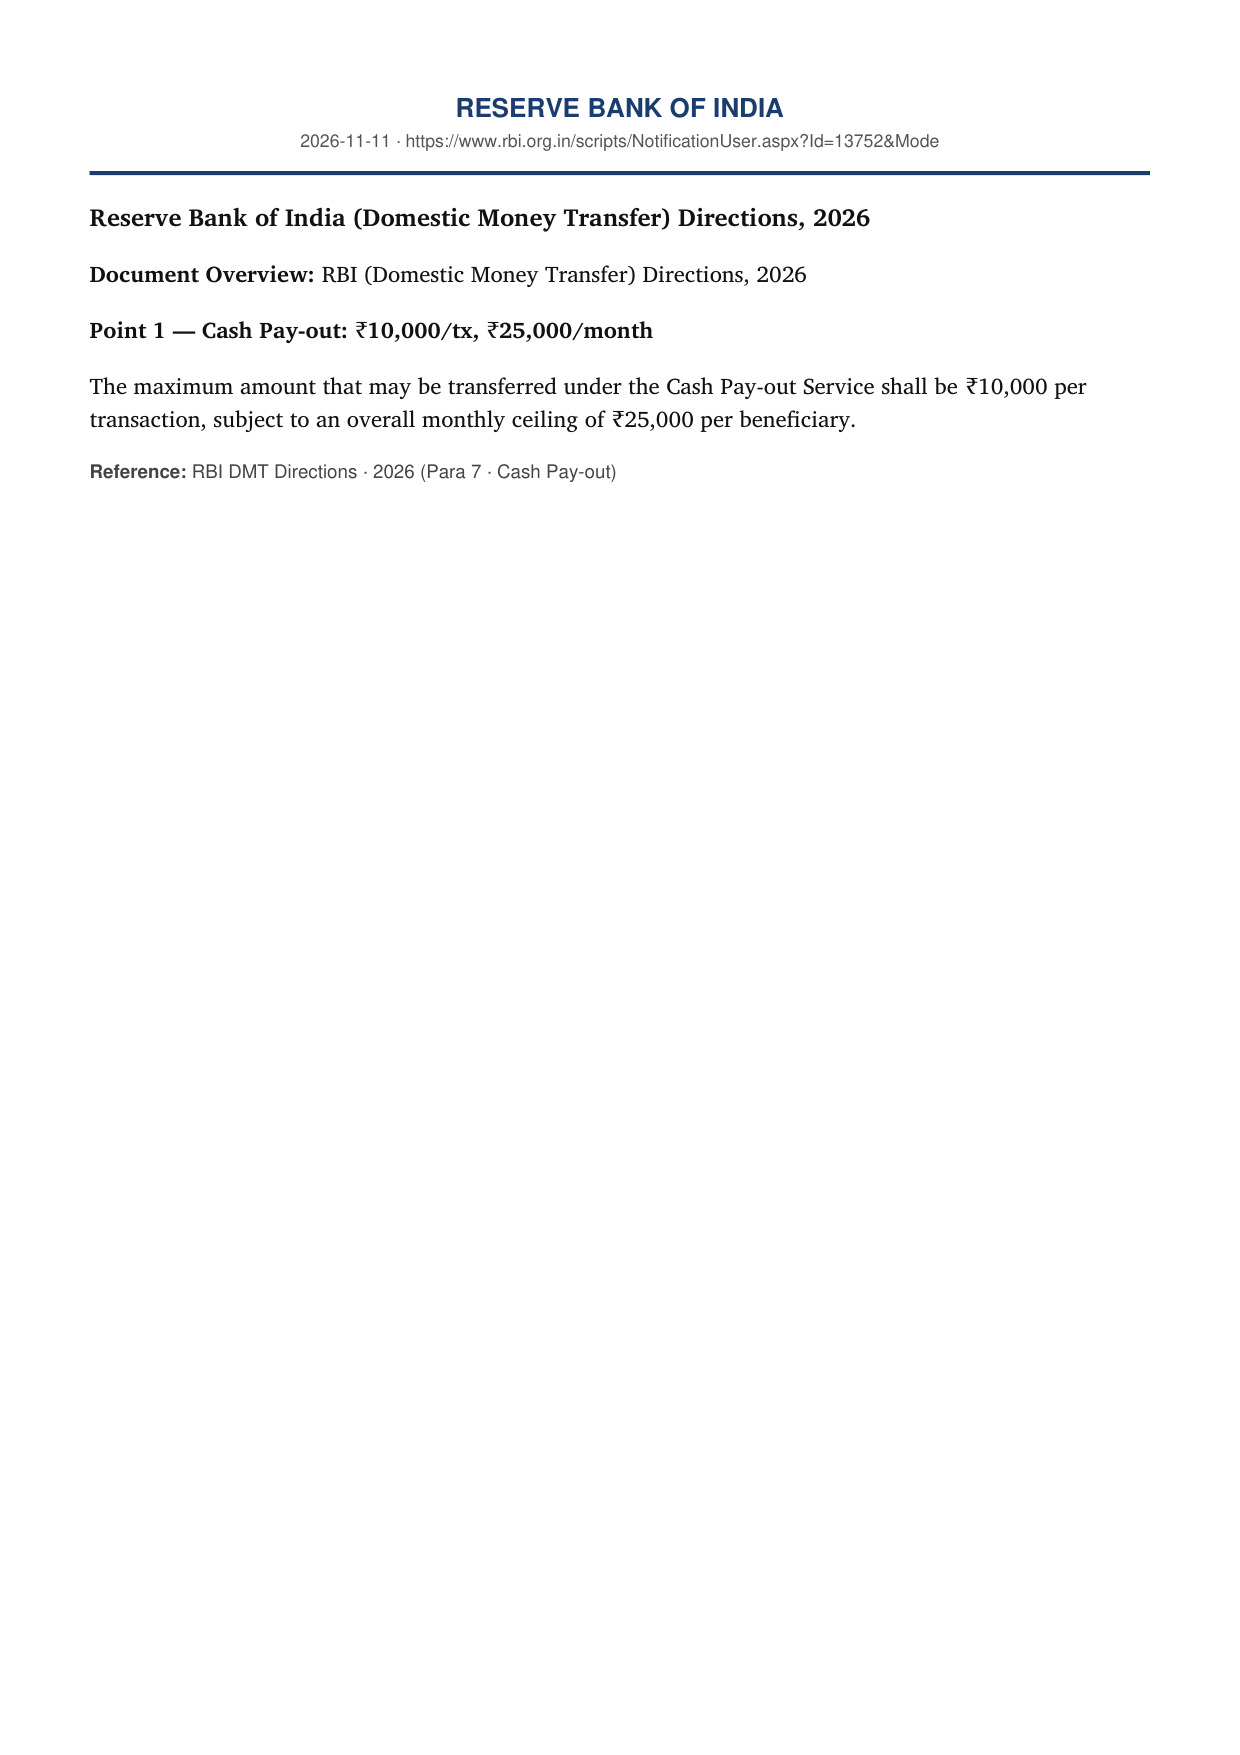 RESERVE BANK OF INDIA
2026-11-11 · https://www.rbi.org.in/scripts/NotificationUser.aspx?Id=13752&Mode
Reserve Bank of India (Domestic Money Transfer) Directions, 2026
Document Overview: RBI (Domestic Money Transfer) Directions, 2026
Point 1 — Cash Pay-out: ₹10,000/tx, ₹25,000/month
The maximum amount that may be transferred under the Cash Pay-out Service shall be ₹10,000 per
transaction, subject to an overall monthly ceiling of ₹25,000 per beneficiary.
Reference: RBI DMT Directions · 2026 (Para 7 · Cash Pay-out)